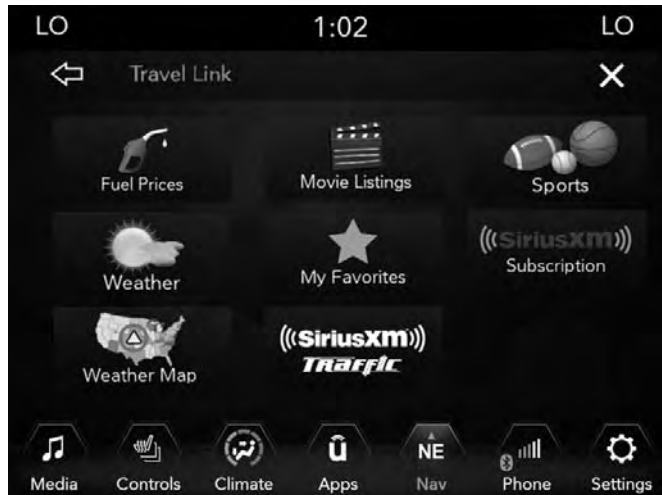 LO 1:02 LO
Travel Link
Fuel Prices Movie Listings Sports
((SiriusXM))
Weather My Favorites Subscription
((SiriusXM))
TRAFFIC
Weather Map
û NE
Media Controls Climate Apps Nav Phone Settings